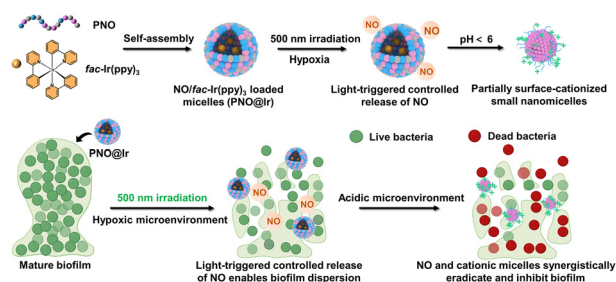 PNO
fac-Ir(ppy)3
Self-assembly
NO/fac-Ir(ppy)3 loaded
micelles (PNO@Ir)
500 nm irradiation
Hypoxia
NO
NO
NO
Light-triggered controlled
release of NO
pH < 6
Partially surface-cationized
small nanomicelles
PNO@Ir
Mature biofilm
500 nm irradiation
Hypoxic microenvironment
Live bacteria
Dead bacteria
NO
NO
NO
Light-triggered controlled release
of NO enables biofilm dispersion
Acidic microenvironment
NO and cationic micelles synergistically
eradicate and inhibit biofilm